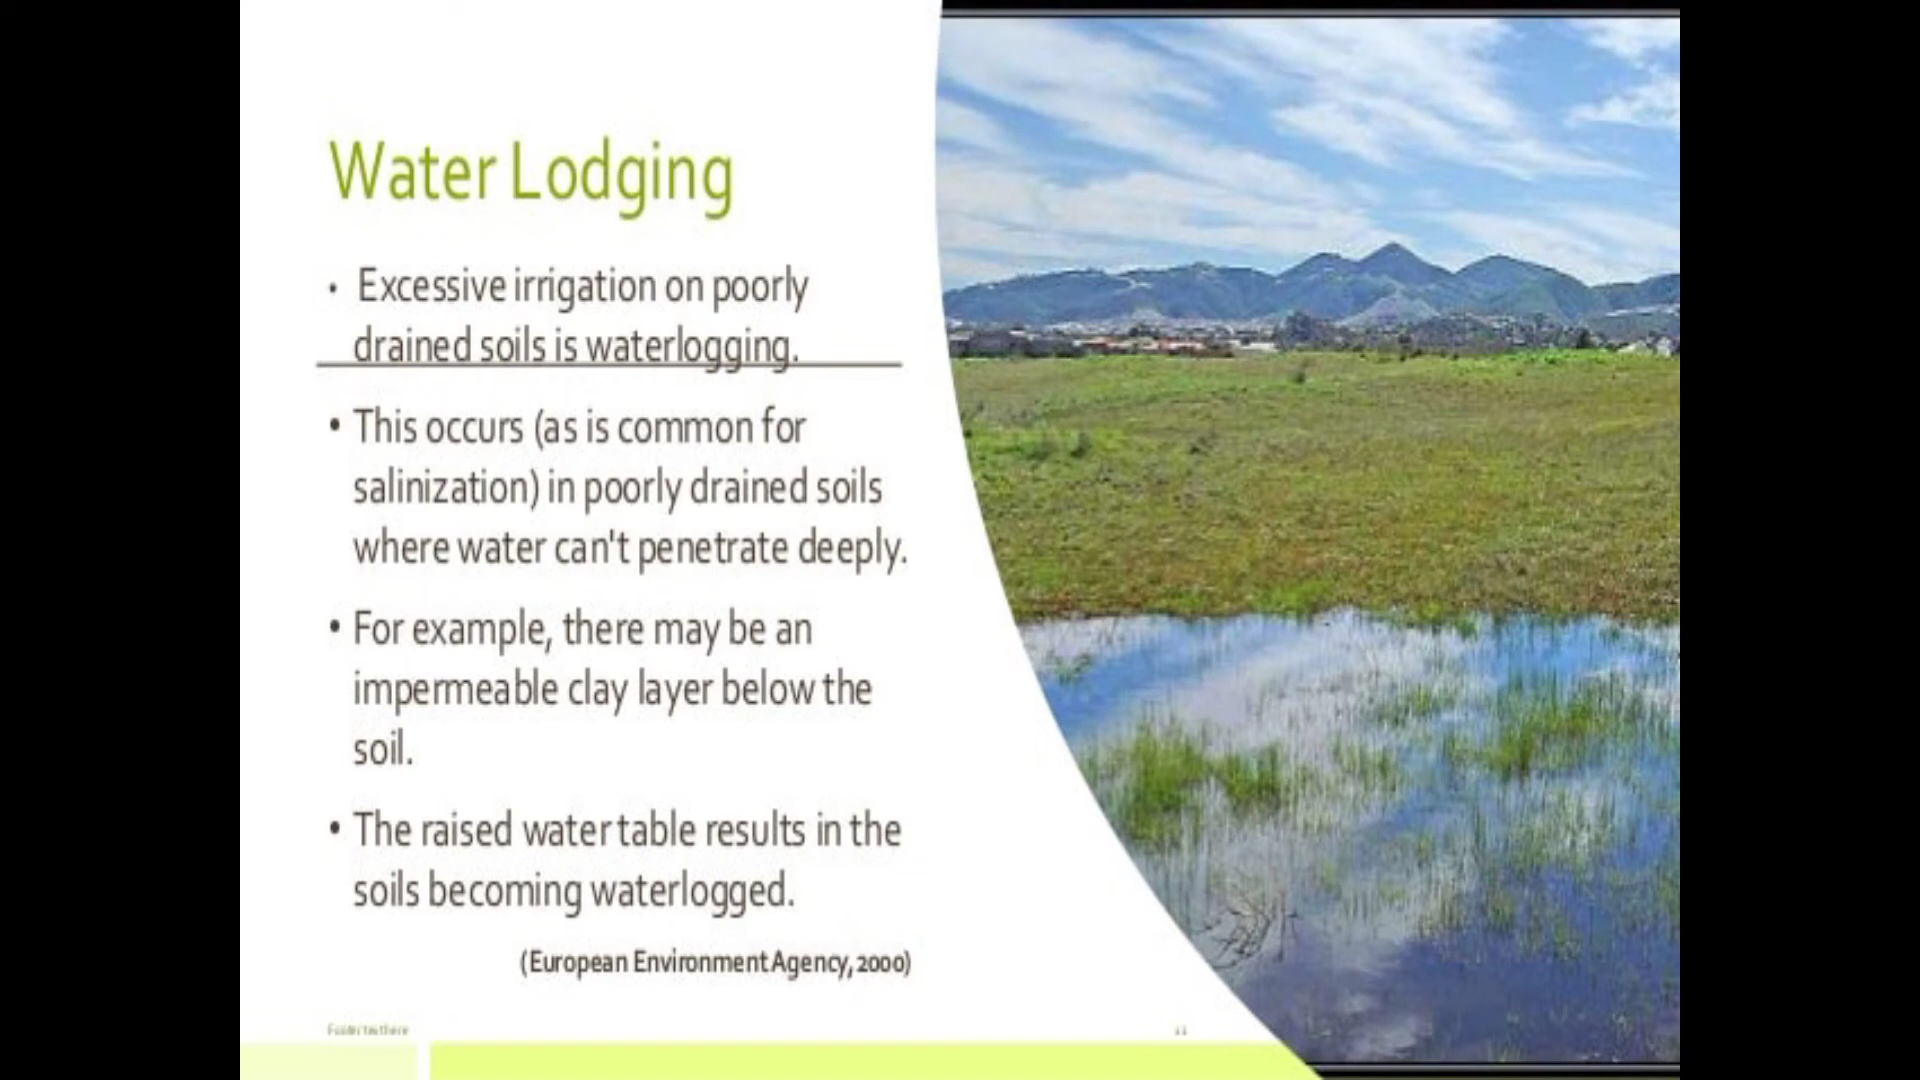 Water Lodging
• Excessive irrigation on poorly
drained soils is waterlogging.
• This occurs (as is common for
salinization) in poorly drained soils
where water can't penetrate deeply.
• For example, there may be an
impermeable clay layer below the
soil.
• The raised water table results in the
soils becoming waterlogged.
(European Environment Agency, 2000)